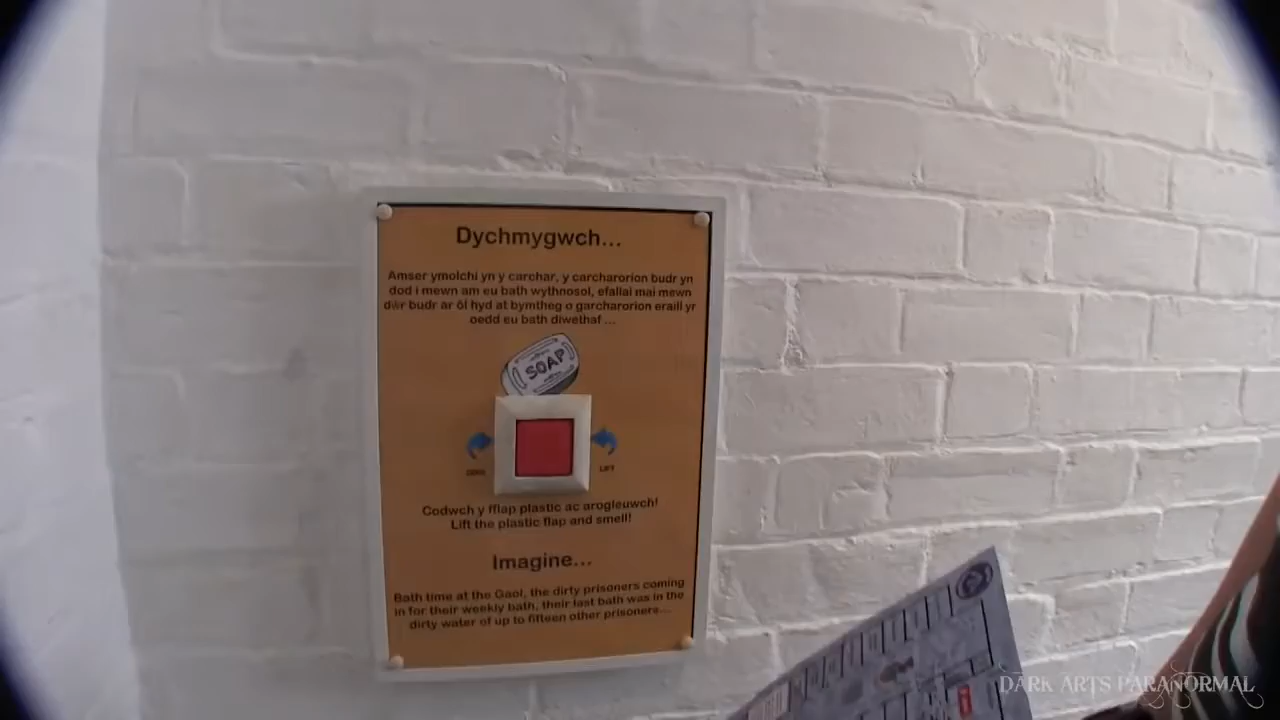 Dychmygwch...
Amser ymolchi yn y carchar, y carcharorion budr yn
dod i mewn am eu bath wythnosol, efallai mai mewn
dŵr budr ar ôl hyd at bymtheg o garcharorion eraill yr
oedd eu bath diwethaf ...
SOAP
LIFT
Codwch y fflap plastic ac arogleuwch!
Lift the plastic flap and smell!
Imagine...
Bath time at the Gaol, the dirty prisoners coming
in for their weekly bath, their last bath was in the
dirty water of up to fifteen other prisoners...
DARK ARTS PARANORMAL